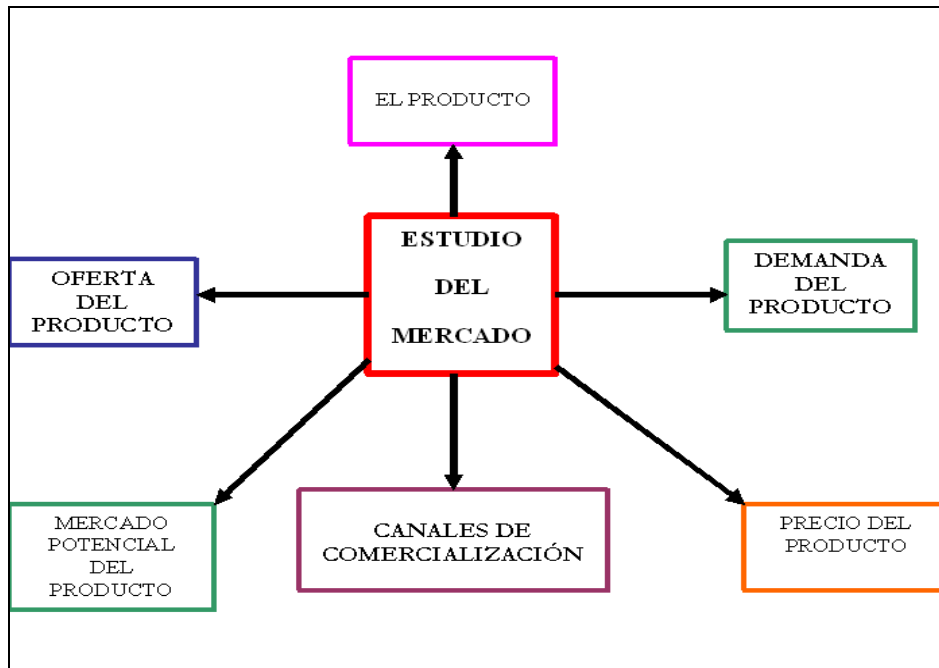 EL PRODUCTO
ESTUDIO
DEL
MERCADO
OFERTA
DEL
PRODUCTO
DEMANDA
DEL
PRODUCTO
MERCADO
POTENCIAL
DEL
PRODUCTO
CANALES DE
COMERCIALIZACIÓN
PRECIO DEL
PRODUCTO